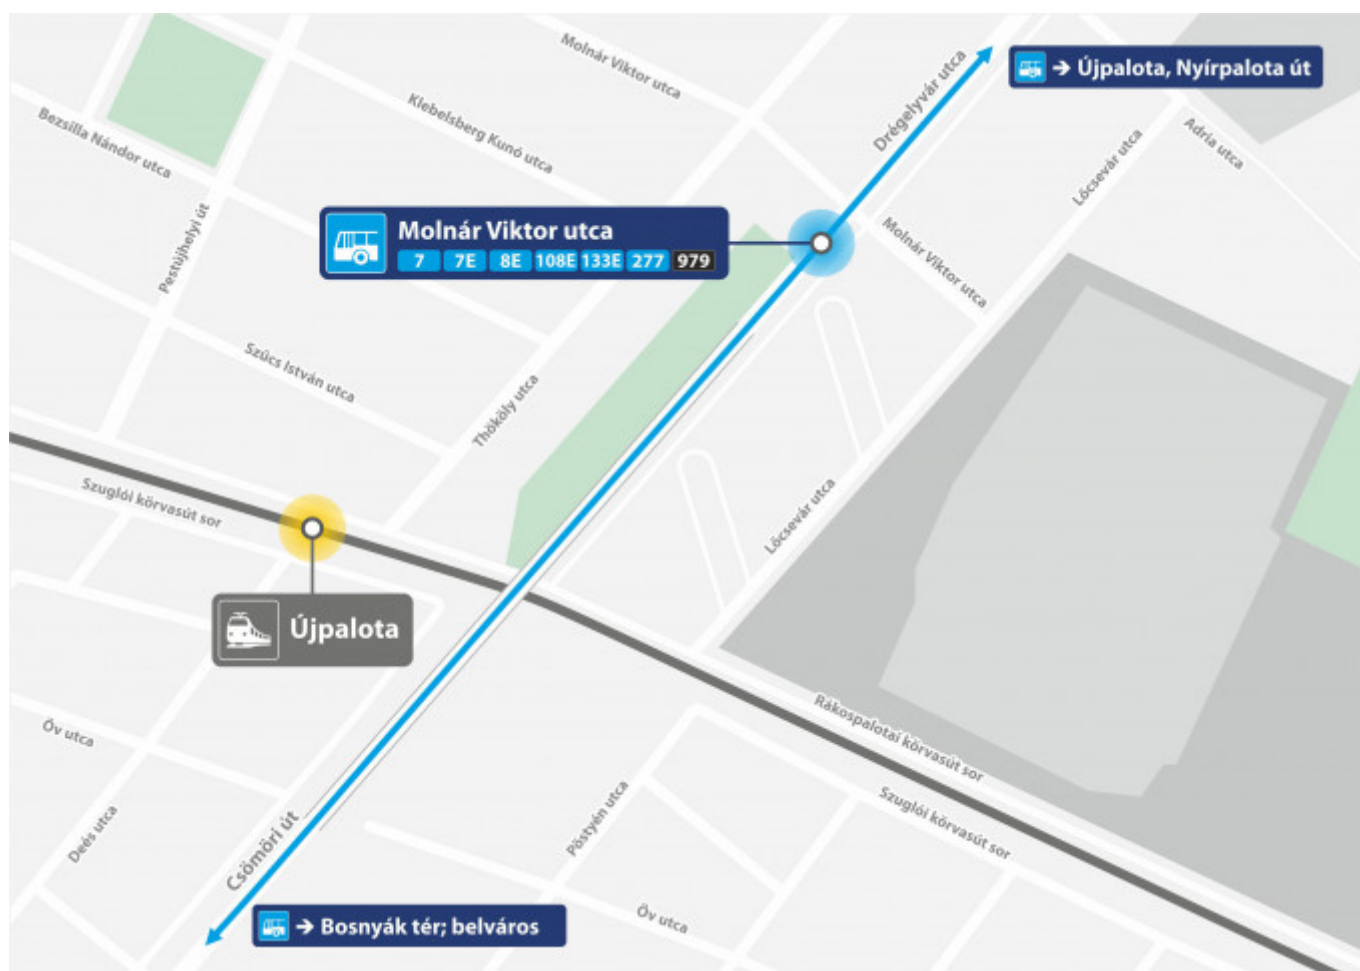 Molnár Viktor utca
Drégelyvár utca
→ Újpalota, Nyírpalota út
Klebelsberg Kunó utca
Bezsilla Nándor utca
Adria utca
Lőcsevár utca
Pestújhelyi út
Molnár Viktor utca
7 7E 8E 108E 133E 277 979
Molnár Viktor utca
Szűcs István utca
Thököly utca
Szuglói körvasút sor
Lőcsevár utca
Újpalota
Rákospalotai körvasút sor
Öv utca
Deés utca
Csömöri út
Pöstyén utca
Szuglói körvasút sor
Öv utca
→ Bosnyák tér; belváros